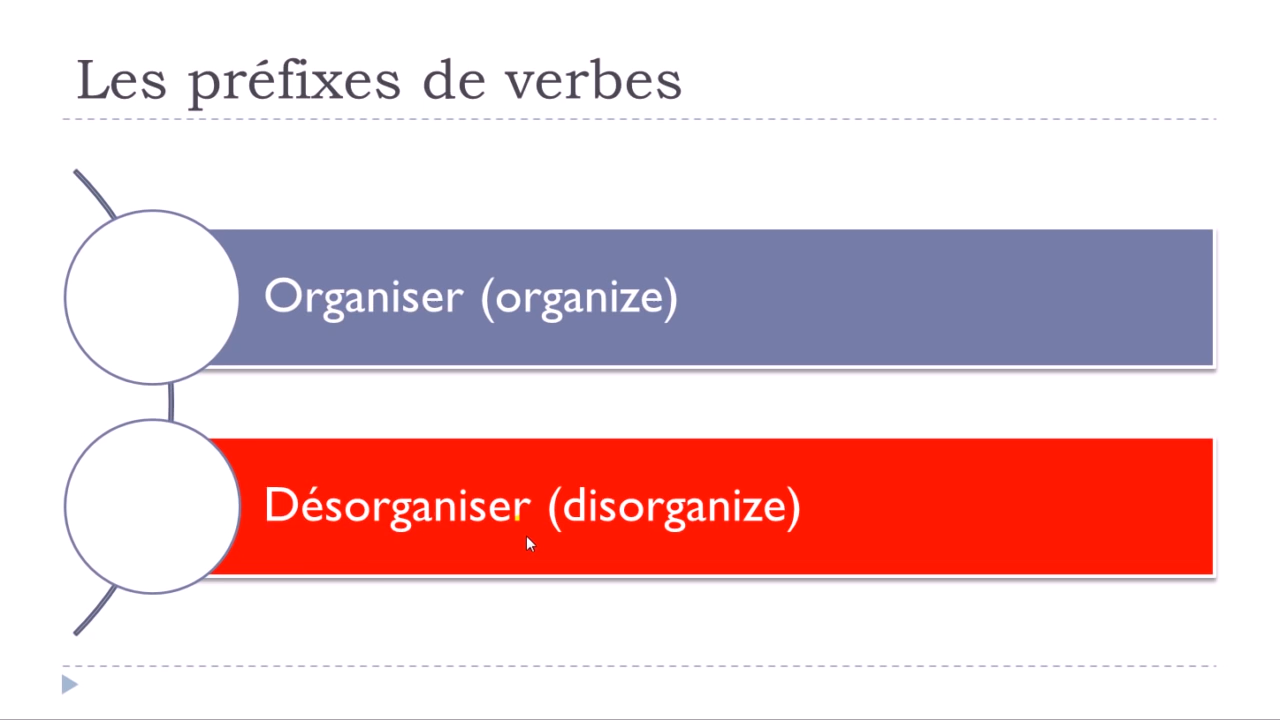 Les préfixes de verbes
Organiser (organize)
Désorganiser (disorganize)